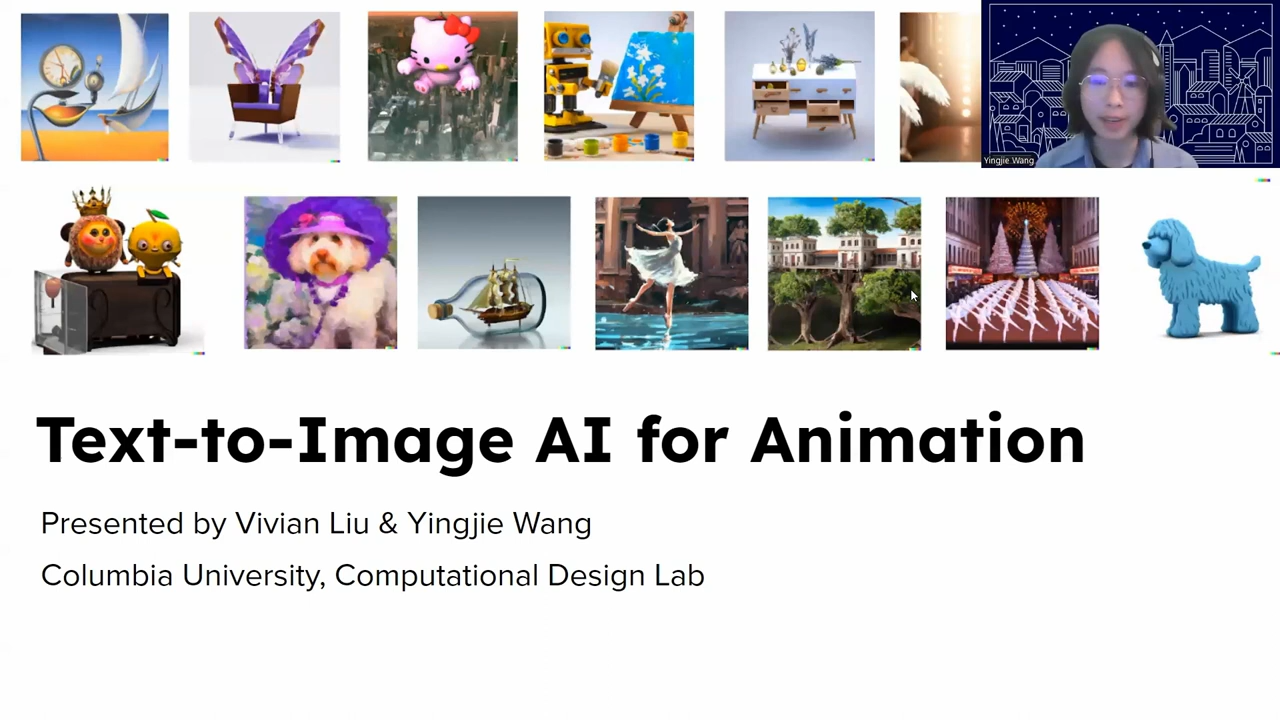 Yingjie Wang
Text-to-Image AI for Animation
Presented by Vivian Liu & Yingjie Wang
Columbia University, Computational Design Lab